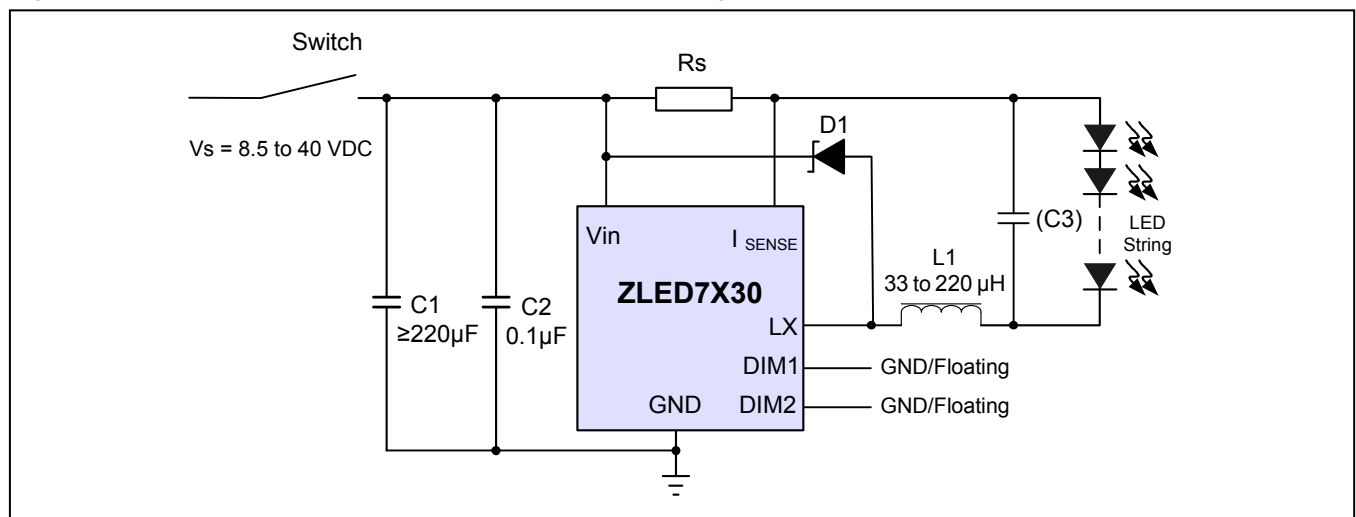 Switch
Rs
D1
Vs = 8.5 to 40 VDC
(C3)
LED
String
Vin
I SENSE
L1
33 to 220 µH
ZLED7X30
C1
≥220µF
C2
0.1µF
LX
DIM1
GND/Floating
GND
DIM2
GND/Floating